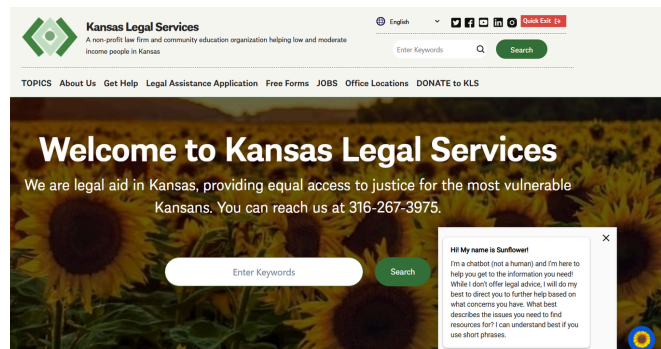 Kansas Legal Services
A non-profit law firm and community education organization helping low and moderate
income people in Kansas
English
Quick Exit
Enter Keywords
Search
TOPICS About Us Get Help Legal Assistance Application Free Forms JOBS Office Locations DONATE to KLS
Welcome to Kansas Legal Services
We are legal aid in Kansas, providing equal access to justice for the most vulnerable
Kansans. You can reach us at 316-267-3975.
Enter Keywords
Search
Hi! My name is Sunflower!
I'm a chatbot (not a human) and I'm here to
help you get to the information you need!
While I don't offer legal advice, I will do my
best to direct you to further help based on
what concerns you have. What best
describes the issues you need to find
resources for? I can understand best if you
use short phrases.